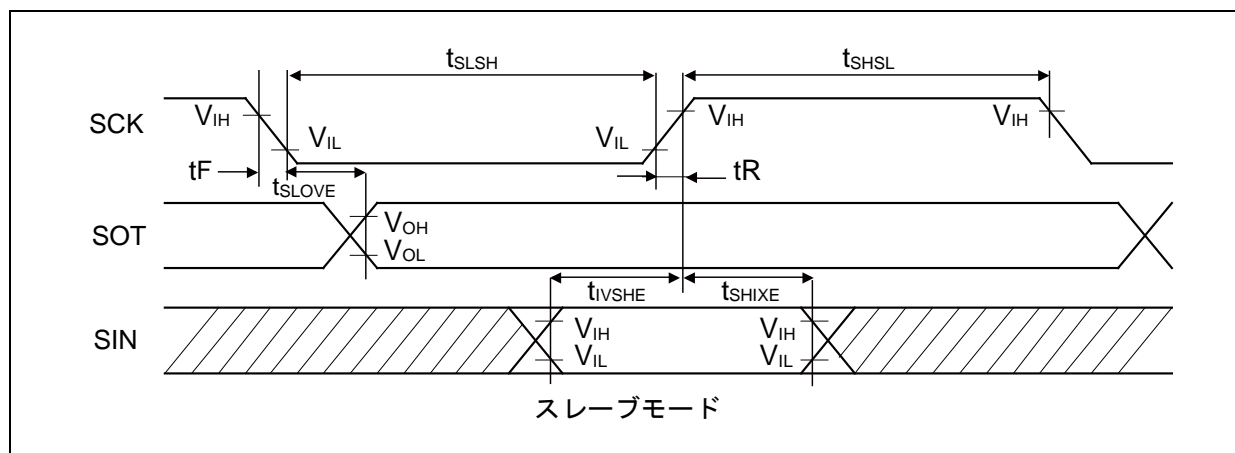 tSLSH
tSHSL
SCK
VIH
VIL
VIL
VIH
VIH
tF
tSLOVE
tR
SOT
VOH
VOL
tIVSHE
tSHIXE
SIN
VIH
VIL
VIH
VIL
スレーブモード